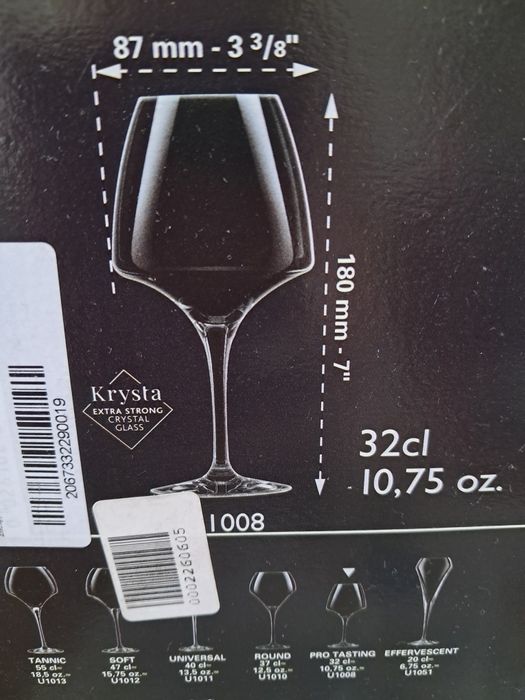 87 mm - 3 3/8"
180 mm - 7"
Krysta
EXTRA STRONG
CRYSTAL
GLASS
32cl
10,75 oz.
2067332290019
1008
0002260605
TANNIC
55 cl~
18,5 oz.~
U1013
SOFT
47 cl~
15,75 oz.~
U1012
UNIVERSAL
40 cl~
13,5 oz.~
U1011
ROUND
37 cl~
12,5 oz.~
U1010
PRO TASTING
32 cl~
10,75 oz.~
U1008
EFFERVESCENT
20 cl~
6,75 oz.~
U1051